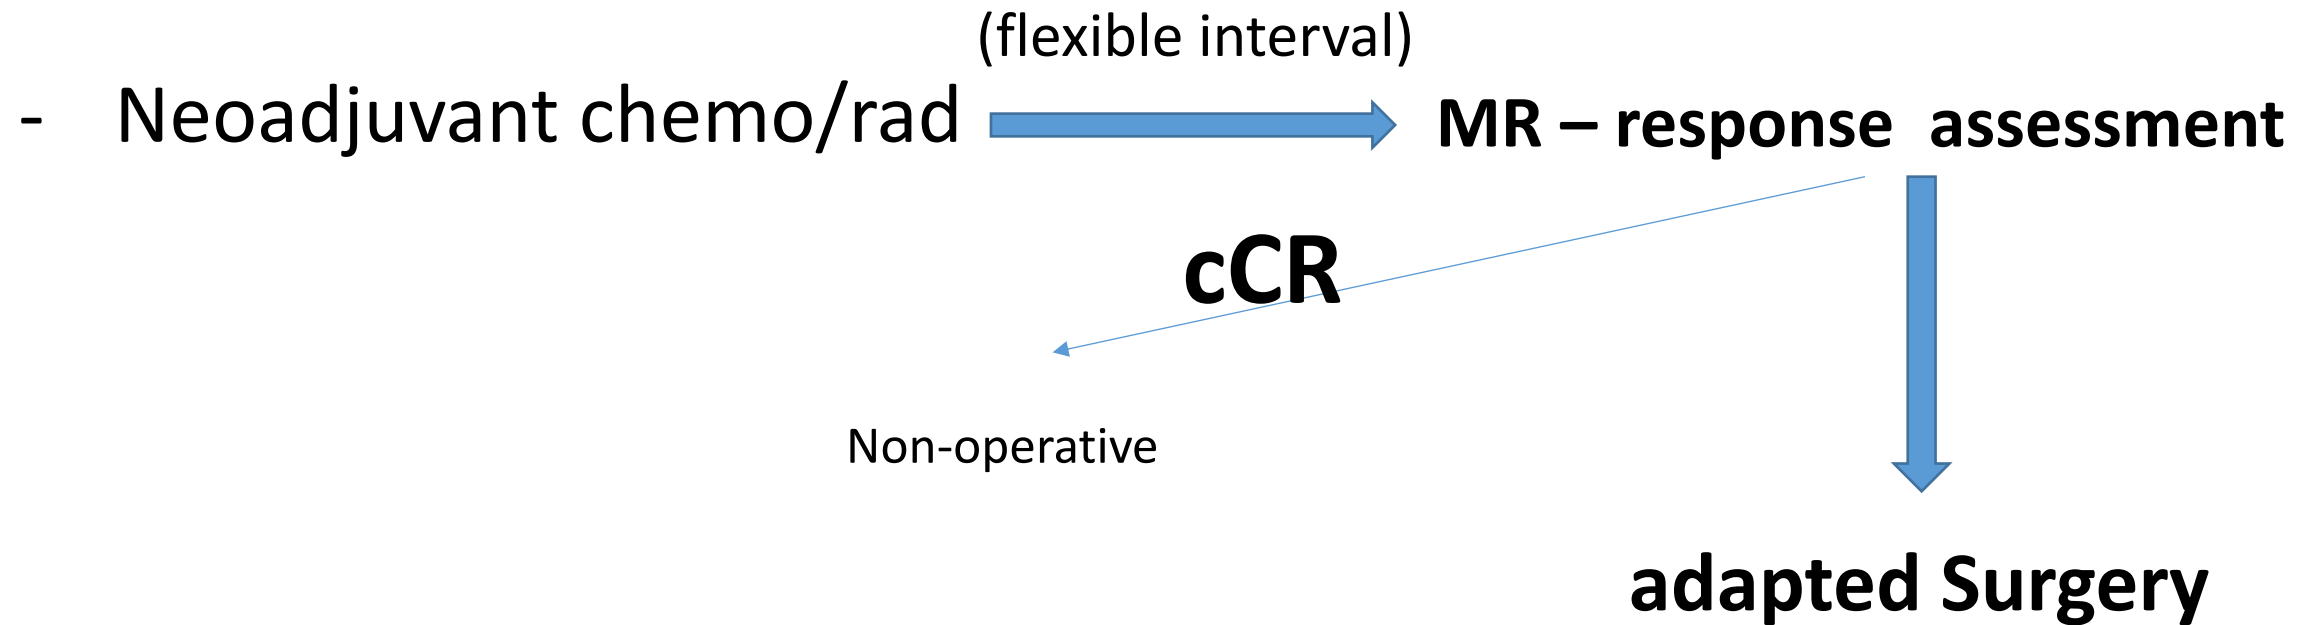 (flexible interval)
- Neoadjuvant chemo/rad
MR – response assessment
cCR
Non-operative
adapted Surgery